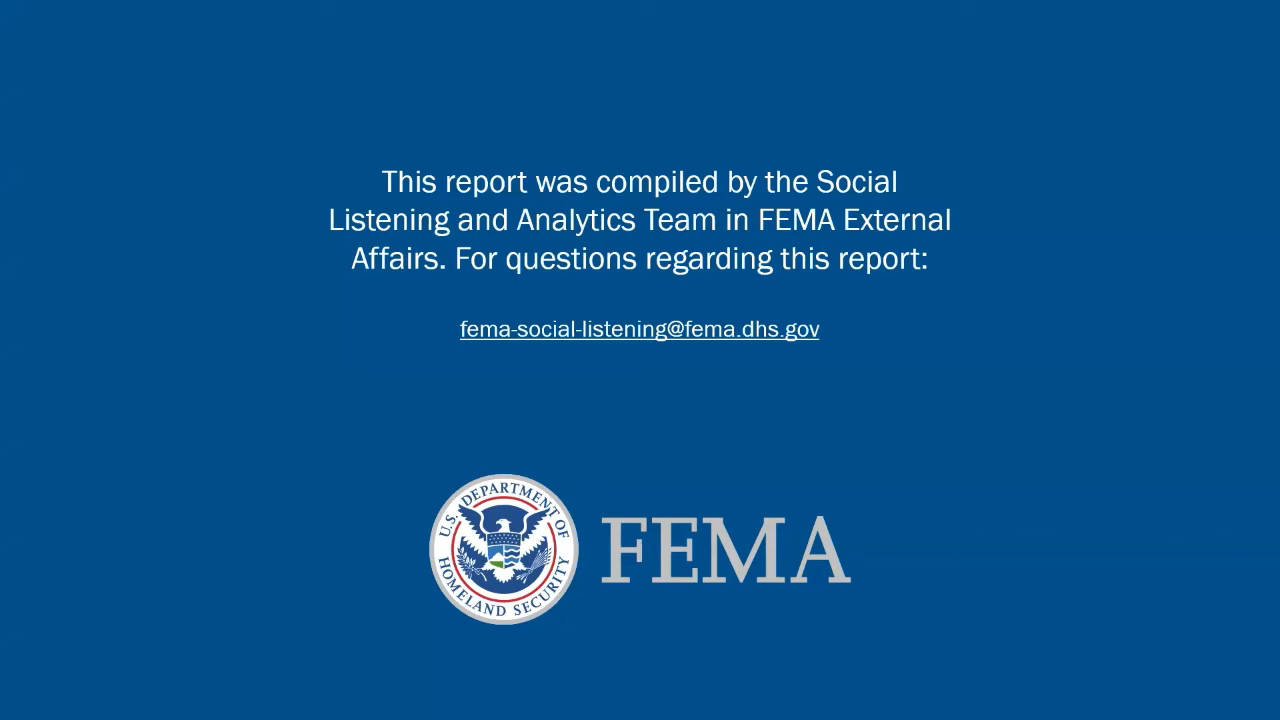 This report was compiled by the Social
Listening and Analytics Team in FEMA External
Affairs. For questions regarding this report:
fema-social-listening@fema.dhs.gov
U.S. DEPARTMENT OF
HOMELAND SECURITY
FEMA